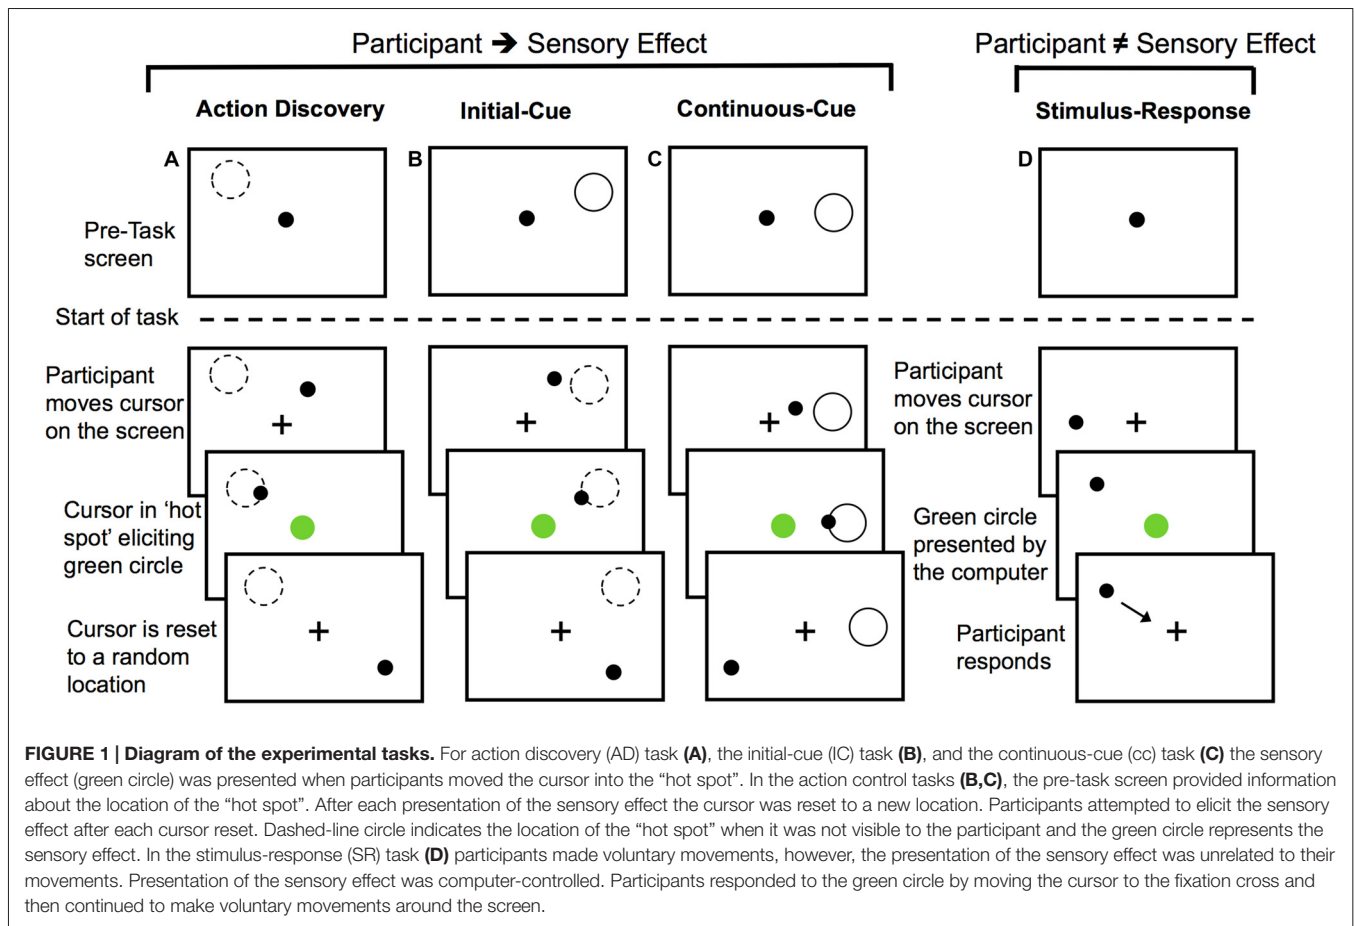 Participant ➔ Sensory Effect
Participant ≠ Sensory Effect
Action Discovery
Initial-Cue
Continuous-Cue
Stimulus-Response
A
B
C
D
Pre-Task
screen
Start of task
Participant
moves cursor
on the screen
Cursor in ‘hot
spot’ eliciting
green circle
Cursor is reset
to a random
location
Participant
moves cursor
on the screen
Green circle
presented by
the computer
Participant
responds
FIGURE 1 | Diagram of the experimental tasks. For action discovery (AD) task (A), the initial-cue (IC) task (B), and the continuous-cue (cc) task (C) the sensory
effect (green circle) was presented when participants moved the cursor into the “hot spot”. In the action control tasks (B,C), the pre-task screen provided information
about the location of the “hot spot”. After each presentation of the sensory effect the cursor was reset to a new location. Participants attempted to elicit the sensory
effect after each cursor reset. Dashed-line circle indicates the location of the “hot spot” when it was not visible to the participant and the green circle represents the
sensory effect. In the stimulus-response (SR) task (D) participants made voluntary movements, however, the presentation of the sensory effect was unrelated to their
movements. Presentation of the sensory effect was computer-controlled. Participants responded to the green circle by moving the cursor to the fixation cross and
then continued to make voluntary movements around the screen.